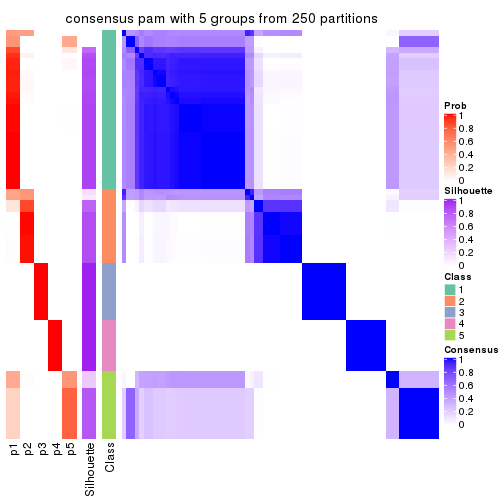 consensus pam with 5 groups from 250 partitions
Prob
1
0.8
0.6
0.4
0.2
0
Silhouette
1
0.8
0.6
0.4
0.2
0
Class
1
2
3
4
5
Consensus
1
0.8
0.6
0.4
0.2
0
p1
p2
p3
p4
p5
Silhouette
Class